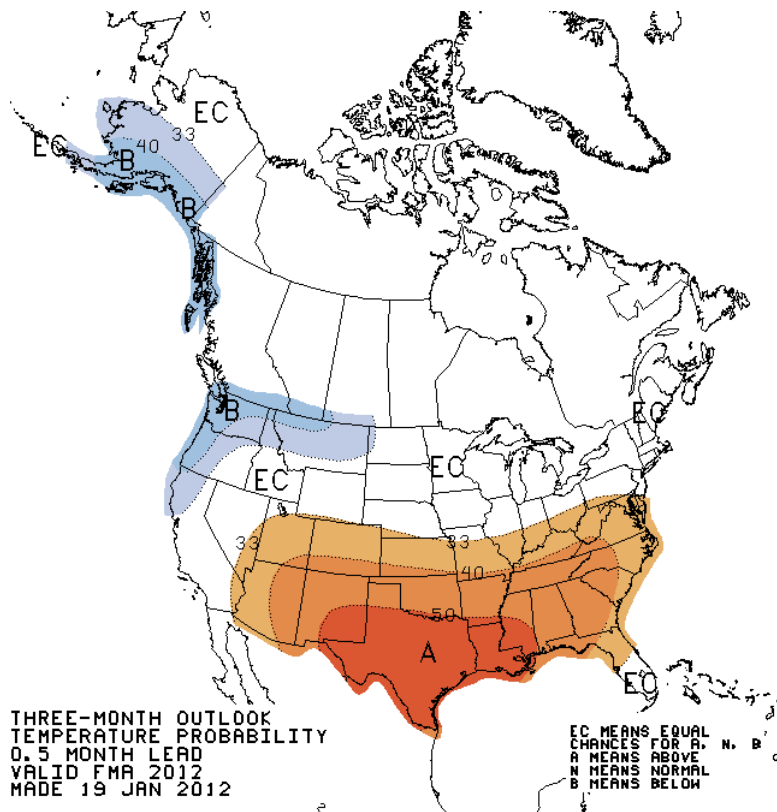 EC
33
EC
40
B
B
B
EC
EC
EC
33
33
40
50
A
EC
THREE-MONTH OUTLOOK
TEMPERATURE PROBABILITY
0.5 MONTH LEAD
VALID FMA 2012
MADE 19 JAN 2012
EC MEANS EQUAL
CHANCES FOR A, N, B
A MEANS ABOVE
N MEANS NORMAL
B MEANS BELOW